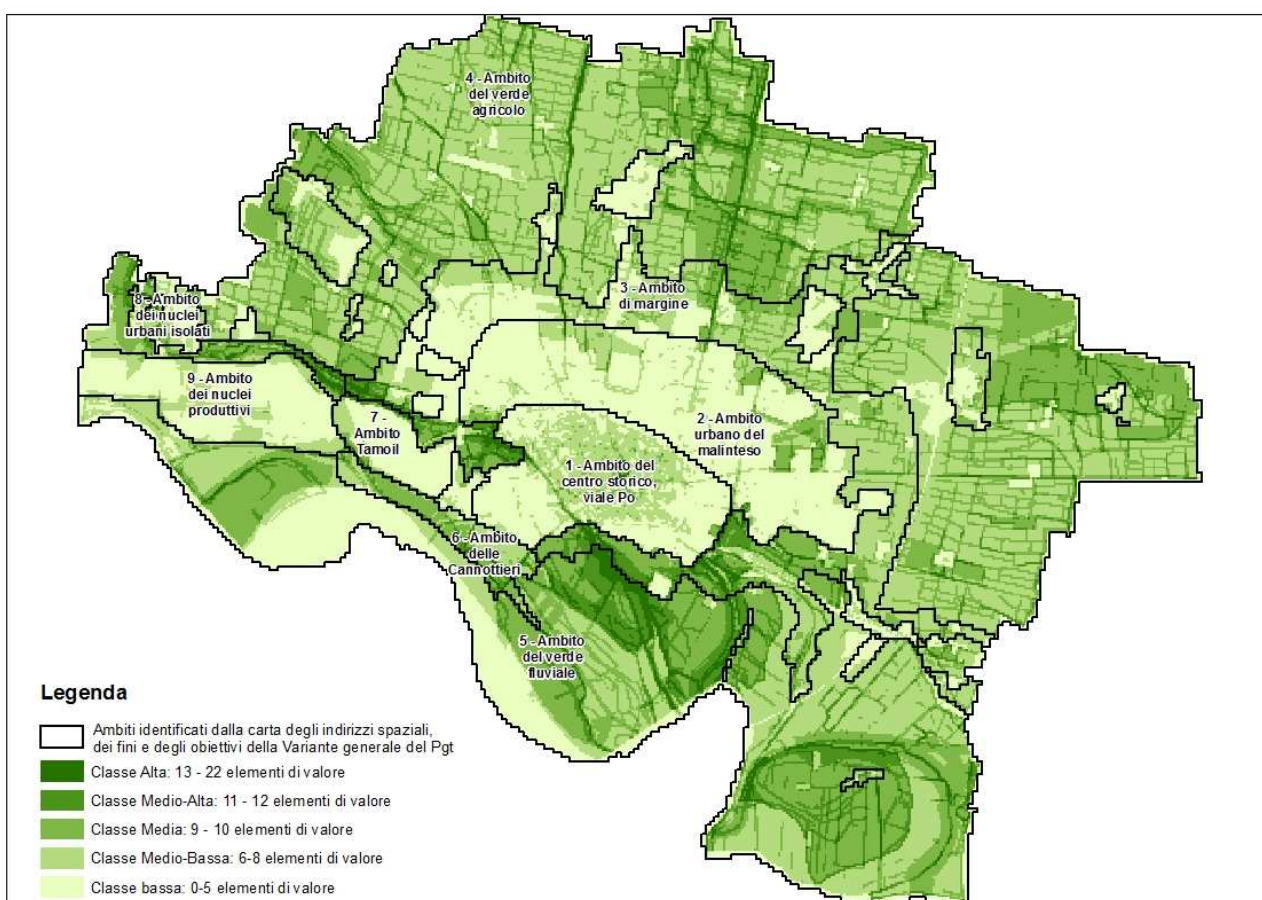 4 - Ambito
del verde
agricolo
3 - Ambito
di margine
8 - Ambito
dei nuclei
urbani isolati
9 - Ambito
dei nuclei
produttivi
7 -
Ambito
Tamoil
2 - Ambito
urbano del
malinteso
1 - Ambito del
centro storico,
viale Po
6 - Ambito
delle
Cannottieri
5 - Ambito
del verde
fluviale
Legenda
Ambiti identificati dalla carta degli indirizzi spaziali,
dei fini e degli obiettivi della Variante generale del Pgt
Classe Alta: 13 - 22 elementi di valore
Classe Medio-Alta: 11 - 12 elementi di valore
Classe Media: 9 - 10 elementi di valore
Classe Medio-Bassa: 6-8 elementi di valore
Classe bassa: 0-5 elementi di valore